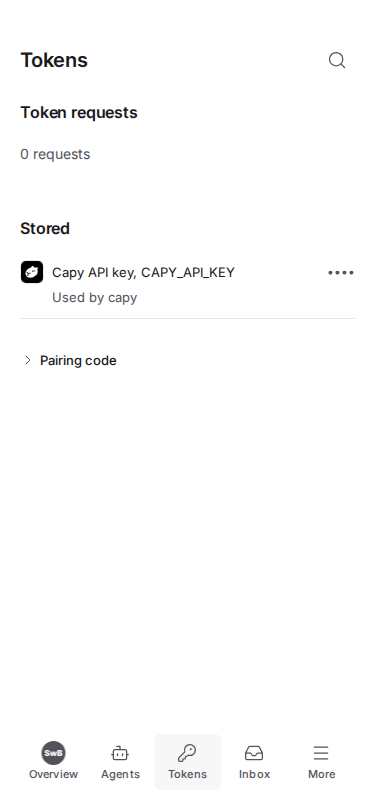 Tokens
Token requests
0 requests
Stored
Capy API key, CAPY_API_KEY
••••
Used by capy
Pairing code
SwB
Overview
Agents
Tokens
Inbox
More